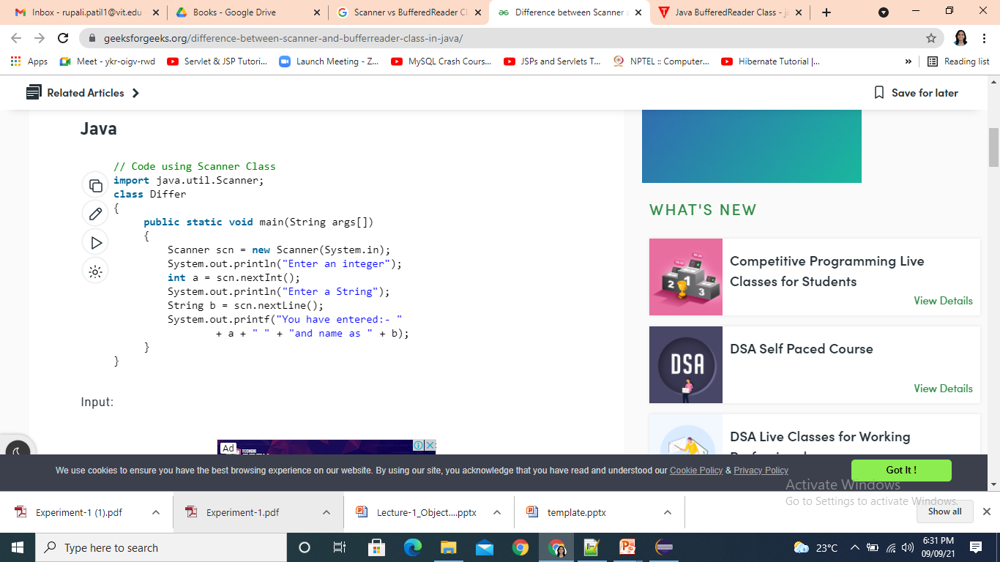 Inbox - rupali.patil1@vit.edu
Books - Google Drive
Scanner vs BufferedReader Cl
Difference between Scanner a
Java BufferedReader Class - ja
geeksforgeeks.org/difference-between-scanner-and-bufferreader-class-in-java/
Apps
Meet - ykr-oigv-rwd
Servlet & JSP Tutori...
Launch Meeting - Z...
MySQL Crash Cours...
JSPs and Servlets T...
NPTEL :: Computer...
Hibernate Tutorial |...
»
Reading list
Related Articles
Save for later
Java
// Code using Scanner Class
import java.util.Scanner;
class Differ
{
public static void main(String args[])
{
Scanner scn = new Scanner(System.in);
System.out.println("Enter an integer");
int a = scn.nextInt();
System.out.println("Enter a String");
String b = scn.nextLine();
System.out.printf("You have entered:- "
+ a + " " + "and name as " + b);
}
}
Input:
WHAT'S NEW
2 1 3
Competitive Programming Live
Classes for Students
View Details
DSA
DSA Self Paced Course
View Details
DSA Live Classes for Working
Ad
TECHGIG
We use cookies to ensure you have the best browsing experience on our website. By using our site, you acknowledge that you have read and understood our Cookie Policy & Privacy Policy
Got It !
Activate Windows
Go to Settings to activate Windows.
Experiment-1 (1).pdf
Experiment-1.pdf
Lecture-1_Object....pptx
template.pptx
Show all
Type here to search
23°C
6:31 PM
09/09/21